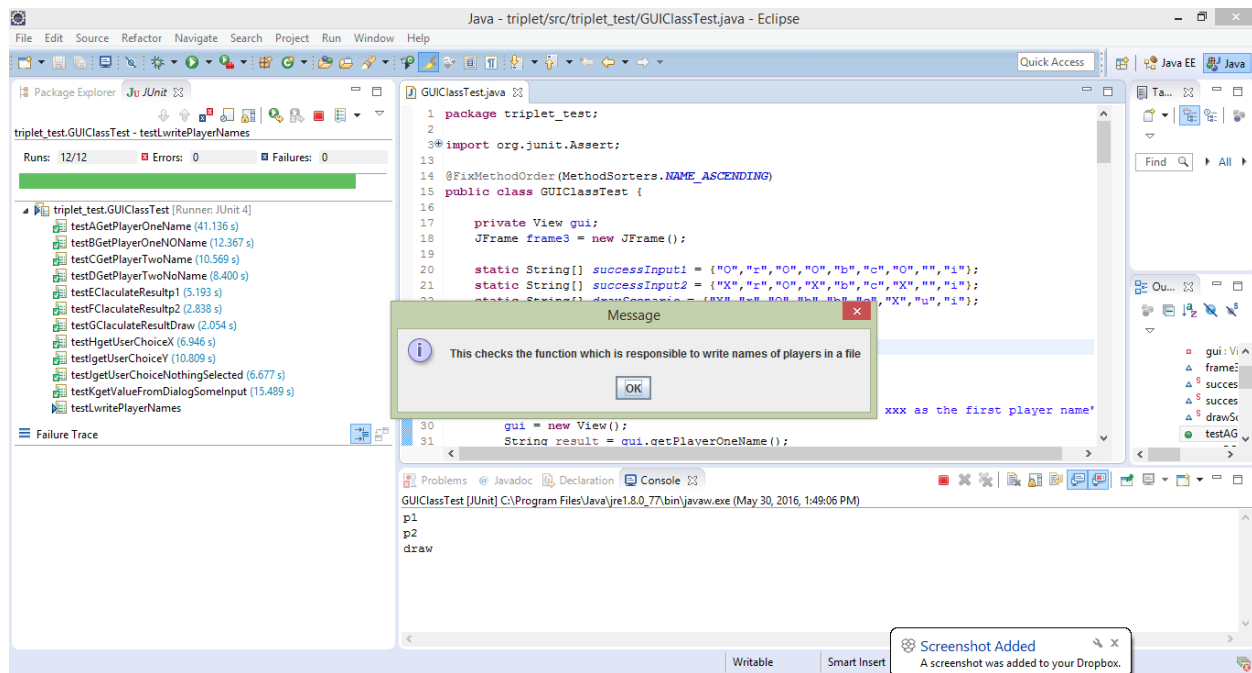 Java - triplet/src/triplet_test/GUIClassTest.java - Eclipse
File Edit Source Refactor Navigate Search Project Run Window Help
Quick Access
Java EE
Java
Package Explorer
Ju JUnit
triplet_test.GUIClassTest - testLwritePlayerNames
Runs: 12/12 Errors: 0 Failures: 0
triplet_test.GUIClassTest [Runner: JUnit 4]
testAGetPlayerOneName (41.136 s)
testBGetPlayerOneNOName (12.367 s)
testCGetPlayerTwoName (10.569 s)
testDGetPlayerTwoNoName (8.400 s)
testEClaculateResultp1 (5.193 s)
testFClaculateResultp2 (2.838 s)
testGClaculateResultDraw (2.054 s)
testHgetUserChoiceX (6.946 s)
testIgetUserChoiceY (10.809 s)
testJgetUserChoiceNothingSelected (6.677 s)
testKgetValueFromDialogSomeInput (15.489 s)
testLwritePlayerNames
Failure Trace
GUIClassTest.java
1 package triplet_test;
2
3 import org.junit.Assert;
13
14 @FixMethodOrder(MethodSorters.NAME_ASCENDING)
15 public class GUIClassTest {
16
17 private View gui;
18 JFrame frame3 = new JFrame();
19
20 static String[] successInput1 = {"O","r","O","O","b","c","O","","i"};
21 static String[] successInput2 = {"X","r","O","X","b","c","X","","i"};
"X","u","i"};
Message
This checks the function which is responsible to write names of players in a file
OK
xxx as the first player name"
30 gui = new View();
31 String result = gui.getPlayerOneName();
Ta...
Find
All
Ou...
gui : Vi
frame3
succes
succes
drawSc
testAG
Problems @ Javadoc Declaration Console
GUIClassTest [JUnit] C:\Program Files\Java\jre1.8.0_77\bin\javaw.exe (May 30, 2016, 1:49:06 PM)
p1
p2
draw
Writable
Smart Insert
Screenshot Added
A screenshot was added to your Dropbox.